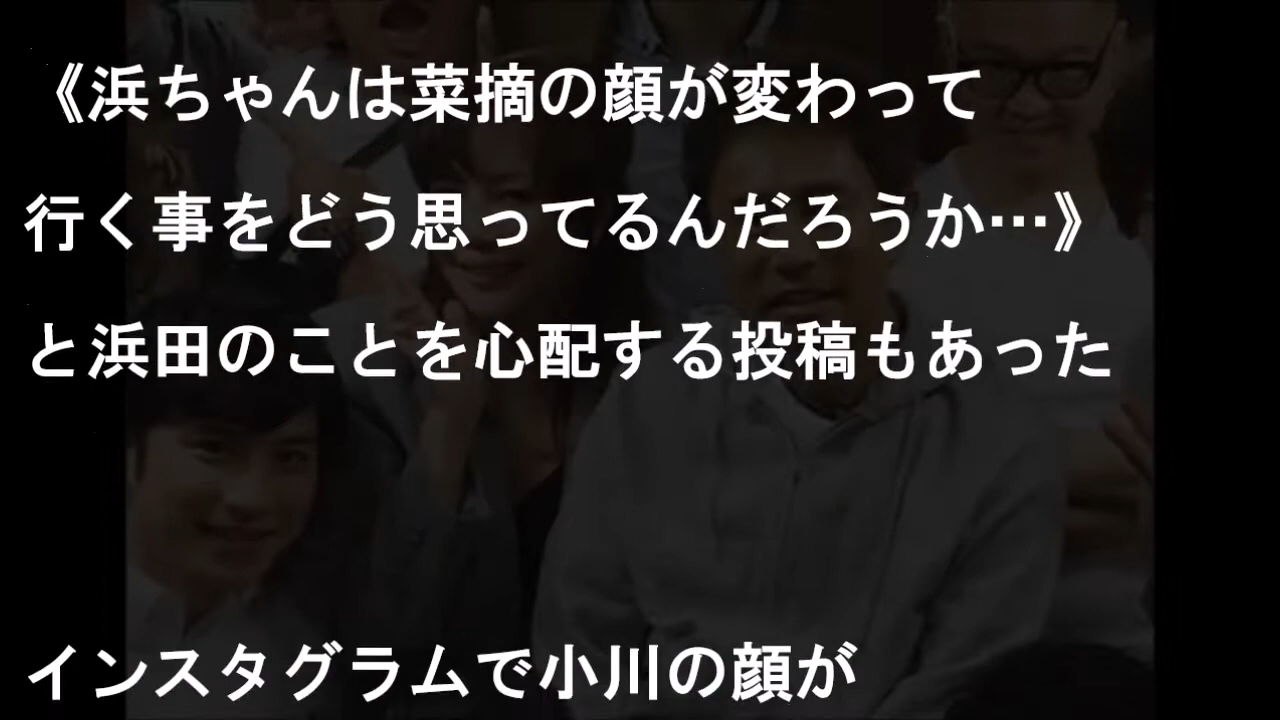 《浜ちゃんは菜摘の顔が変わって
行く事をどう思ってるんだろうか…》
と浜田のことを心配する投稿もあった
インスタグラムで小川の顔が